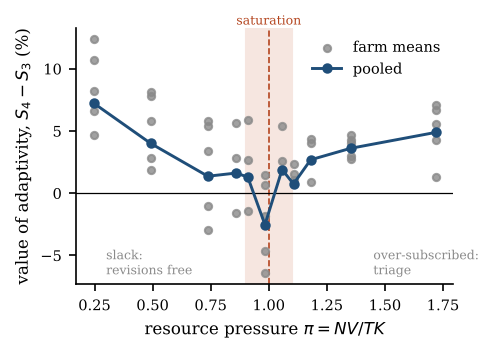 saturation
farm means
pooled
value of adaptivity, S₄ − S₃ (%)
10
5
0
−5
slack:
revisions free
over-subscribed:
triage
0.25 0.50 0.75 1.00 1.25 1.50 1.75
resource pressure π = NV/TK